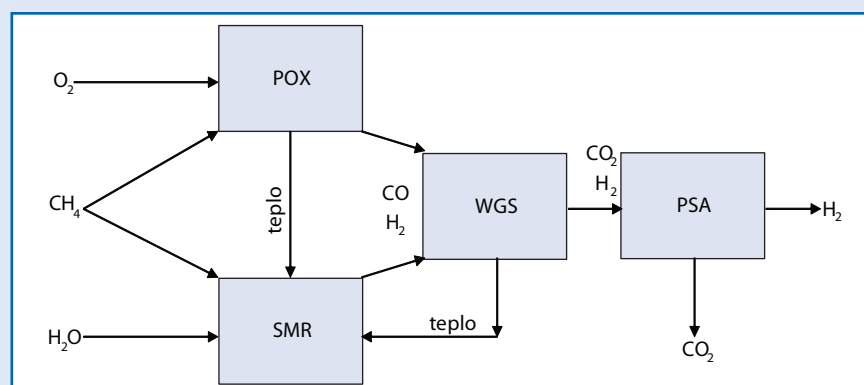 O₂
POX
CH₄
teplo
CO
H₂
WGS
CO₂
H₂
PSA
H₂
H₂O
SMR
teplo
CO₂